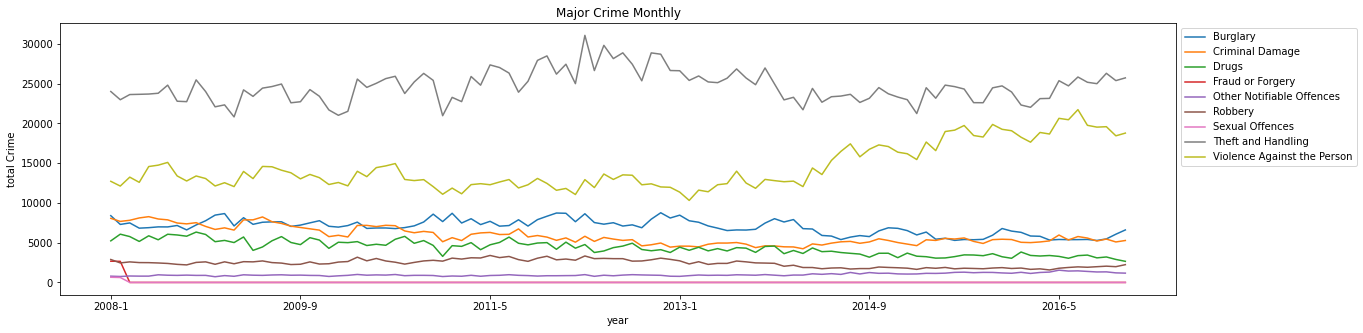 Major Crime Monthly
30000
25000
20000
15000
10000
5000
0
total Crime
2008-1
2009-9
2011-5
2013-1
2014-9
2016-5
year
Burglary
Criminal Damage
Drugs
Fraud or Forgery
Other Notifiable Offences
Robbery
Sexual Offences
Theft and Handling
Violence Against the Person